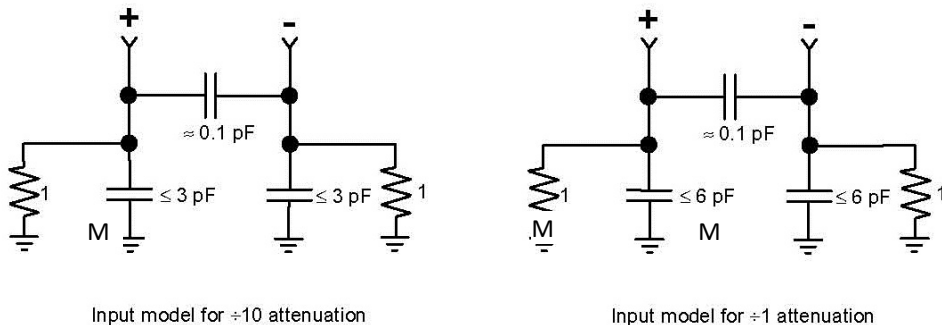 + -
≈ 0.1 pF
1 ≤ 3 pF ≤ 3 pF 1
M
Input model for ÷10 attenuation
+ -
≈ 0.1 pF
1 ≤ 6 pF ≤ 6 pF 1
M M
Input model for ÷1 attenuation